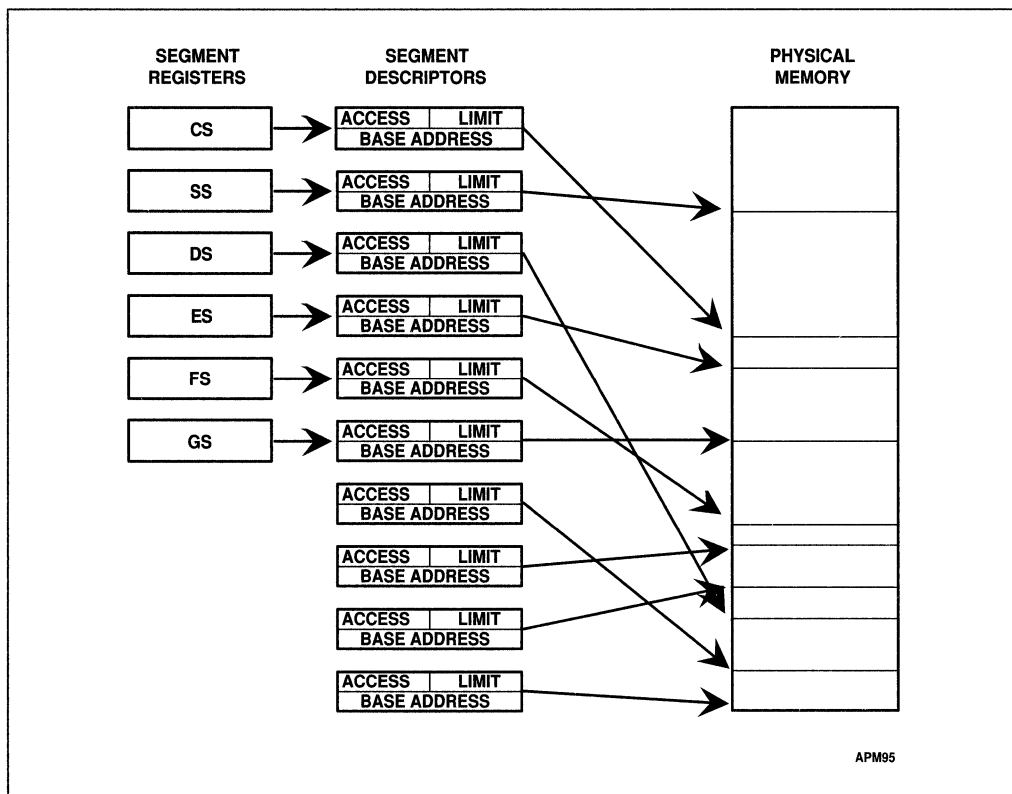 SEGMENT REGISTERS
SEGMENT DESCRIPTORS
PHYSICAL MEMORY
CS
ACCESS LIMIT
BASE ADDRESS
SS
ACCESS LIMIT
BASE ADDRESS
DS
ACCESS LIMIT
BASE ADDRESS
ES
ACCESS LIMIT
BASE ADDRESS
FS
ACCESS LIMIT
BASE ADDRESS
GS
ACCESS LIMIT
BASE ADDRESS
ACCESS LIMIT
BASE ADDRESS
ACCESS LIMIT
BASE ADDRESS
ACCESS LIMIT
BASE ADDRESS
ACCESS LIMIT
BASE ADDRESS
APM95